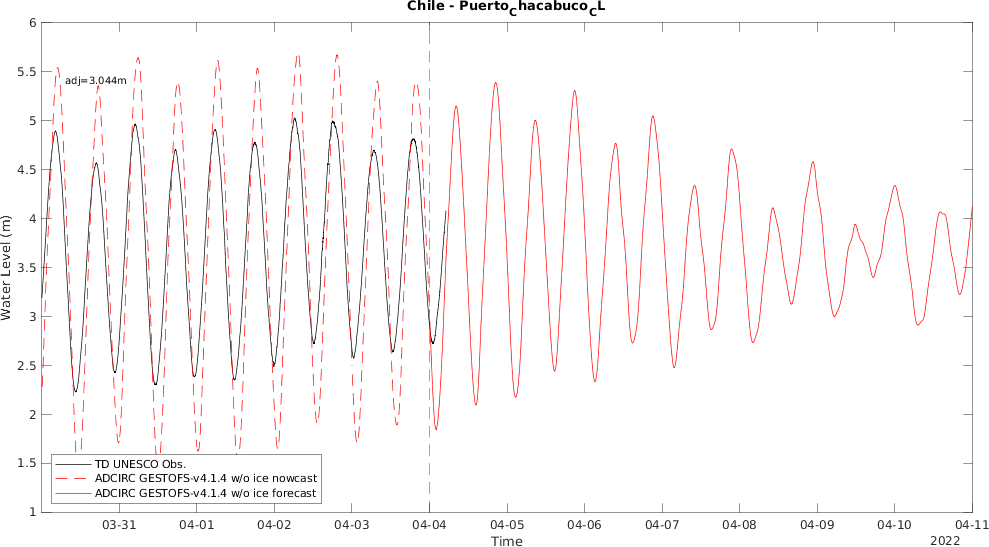 Chile - Puerto_Chacabuco_CL
6
5.5
5
4.5
4
3.5
3
2.5
2
1.5
1
Water Level (m)
adj=3.044m
TD UNESCO Obs.
ADCIRC GESTOFS-v4.1.4 w/o ice nowcast
ADCIRC GESTOFS-v4.1.4 w/o ice forecast
03-31 04-01 04-02 04-03 04-04 04-05 04-06 04-07 04-08 04-09 04-10 04-11
Time
2022